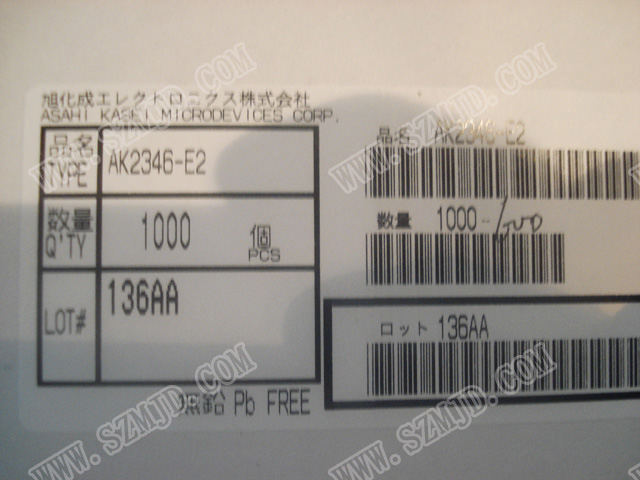 旭化成エレクトロニクス株式会社
ASAHI KASEI MICRODEVICES CORP.
品名
TYPE
AK2346-E2
数量
Q'TY
1000 個
PCS
LOT#
136AA
無鉛 Pb FREE
品名 AK2346-E2
数量 1000-
ロット 136AA
WWW.SZMJD.COM
WWW.SZMJD.COM
WWW.SZMJD.COM
WWW.SZMJD.COM
WWW.SZMJD.COM
WWW.SZMJD.COM